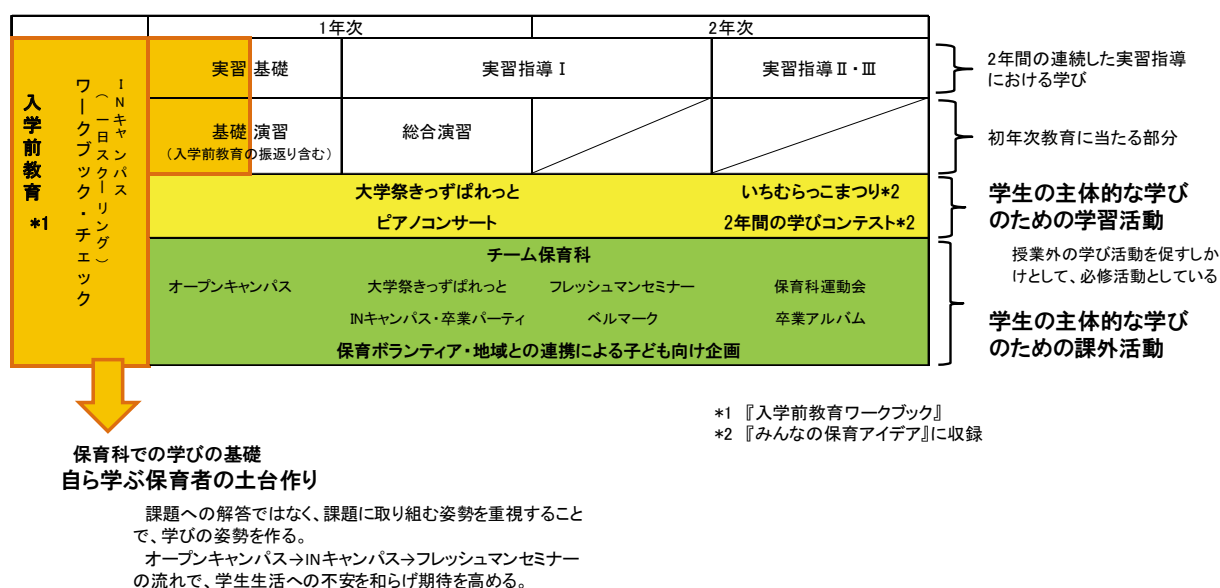 1年次
2年次
入学前教育 *1
ワークブック・チェック
INキャンパス
(一日スクーリング)
実習 基礎
実習指導Ⅰ
実習指導Ⅱ・Ⅲ
2年間の連続した実習指導
における学び
基礎 演習
(入学前教育の振返り含む)
総合演習
初年次教育に当たる部分
大学祭きっずぱれっと
いちむらっこまつり*2
ピアノコンサート
2年間の学びコンテスト*2
学生の主体的な学び
のための学習活動
授業外の学び活動を促すしか
けとして、必修活動としている
チーム保育科
オープンキャンパス
大学祭きっずぱれっと
フレッシュマンセミナー
保育科運動会
INキャンパス・卒業パーティ
ベルマーク
卒業アルバム
保育ボランティア・地域との連携による子ども向け企画
学生の主体的な学び
のための課外活動
*1 『入学前教育ワークブック』
*2 『みんなの保育アイデア』に収録
保育科での学びの基礎
自ら学ぶ保育者の土台作り
課題への解答ではなく、課題に取り組む姿勢を重視すること
で、学びの姿勢を作る。
オープンキャンパス→INキャンパス→フレッシュマンセミナー
の流れで、学生生活への不安を和らげ期待を高める。